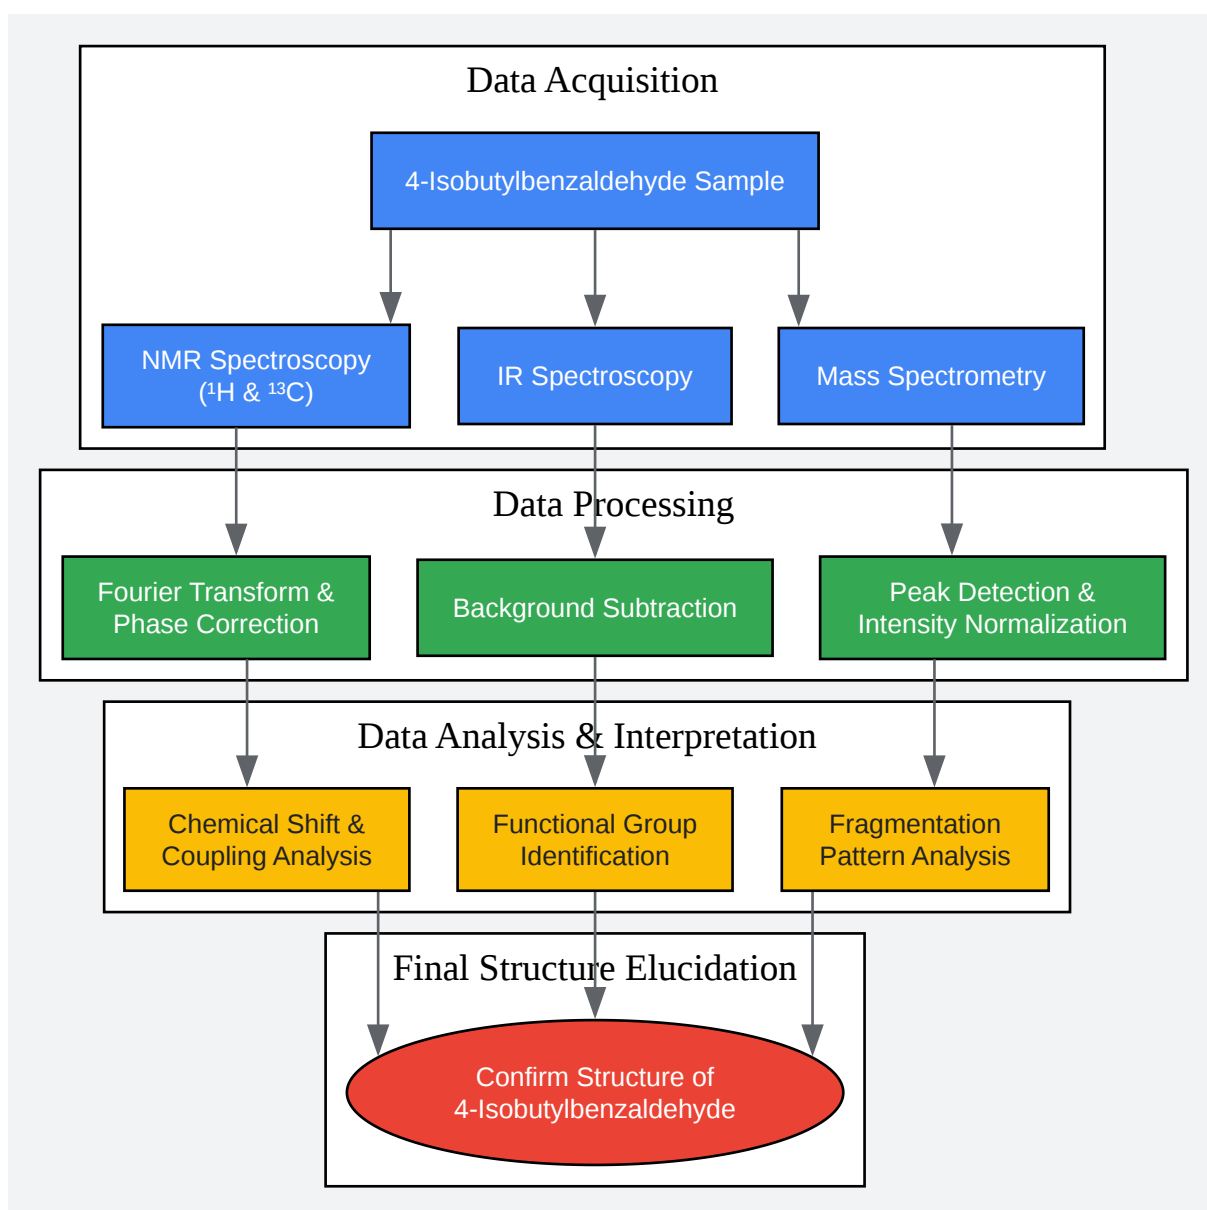 Data Acquisition
4-Isobutylbenzaldehyde Sample
NMR Spectroscopy
(¹H & ¹³C)
IR Spectroscopy
Mass Spectrometry
Data Processing
Fourier Transform &
Phase Correction
Background Subtraction
Peak Detection &
Intensity Normalization
Data Analysis & Interpretation
Chemical Shift &
Coupling Analysis
Functional Group
Identification
Fragmentation
Pattern Analysis
Final Structure Elucidation
Confirm Structure of
4-Isobutylbenzaldehyde